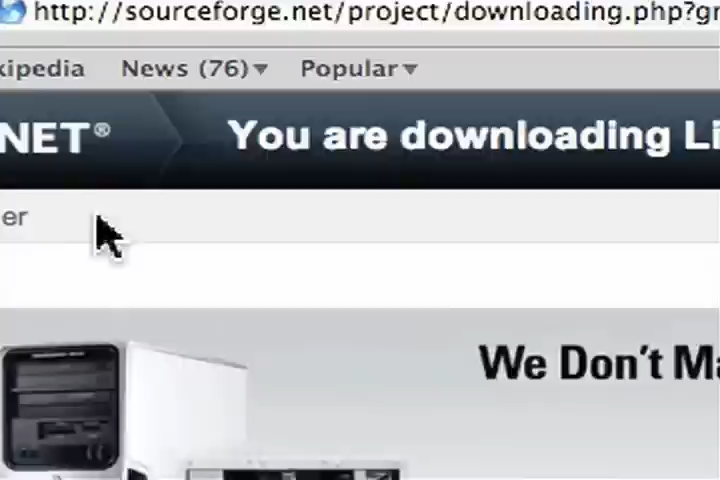 http://sourceforge.net/project/downloading.php?gr
kipedia News (76) Popular
NET® You are downloading Li
er
We Don't Ma